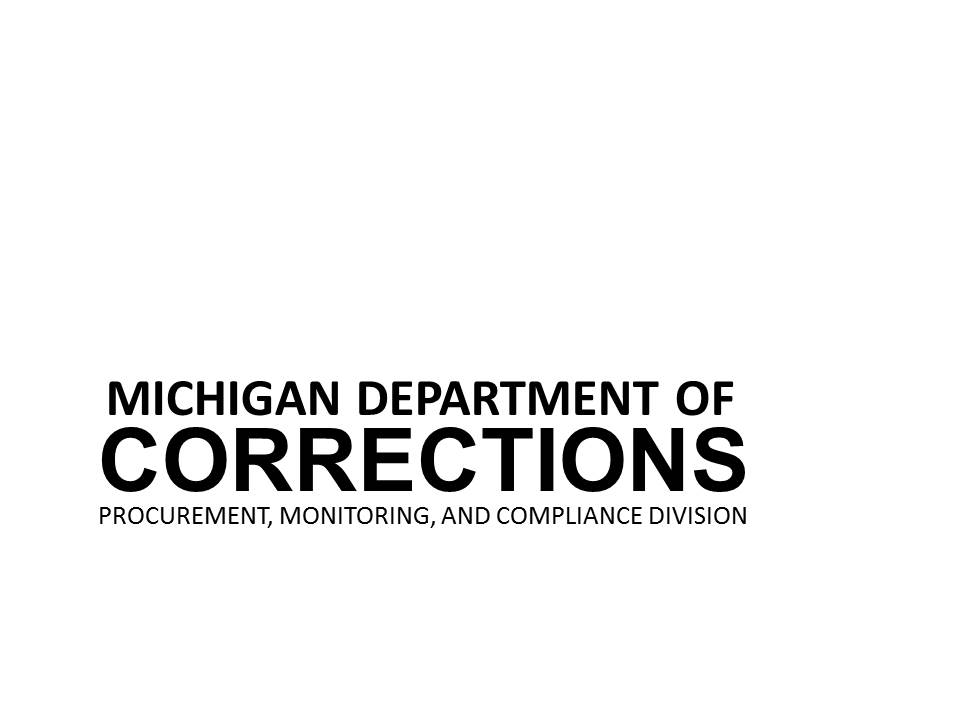 MICHIGAN DEPARTMENT OF
CORRECTIONS
PROCUREMENT, MONITORING, AND COMPLIANCE DIVISION